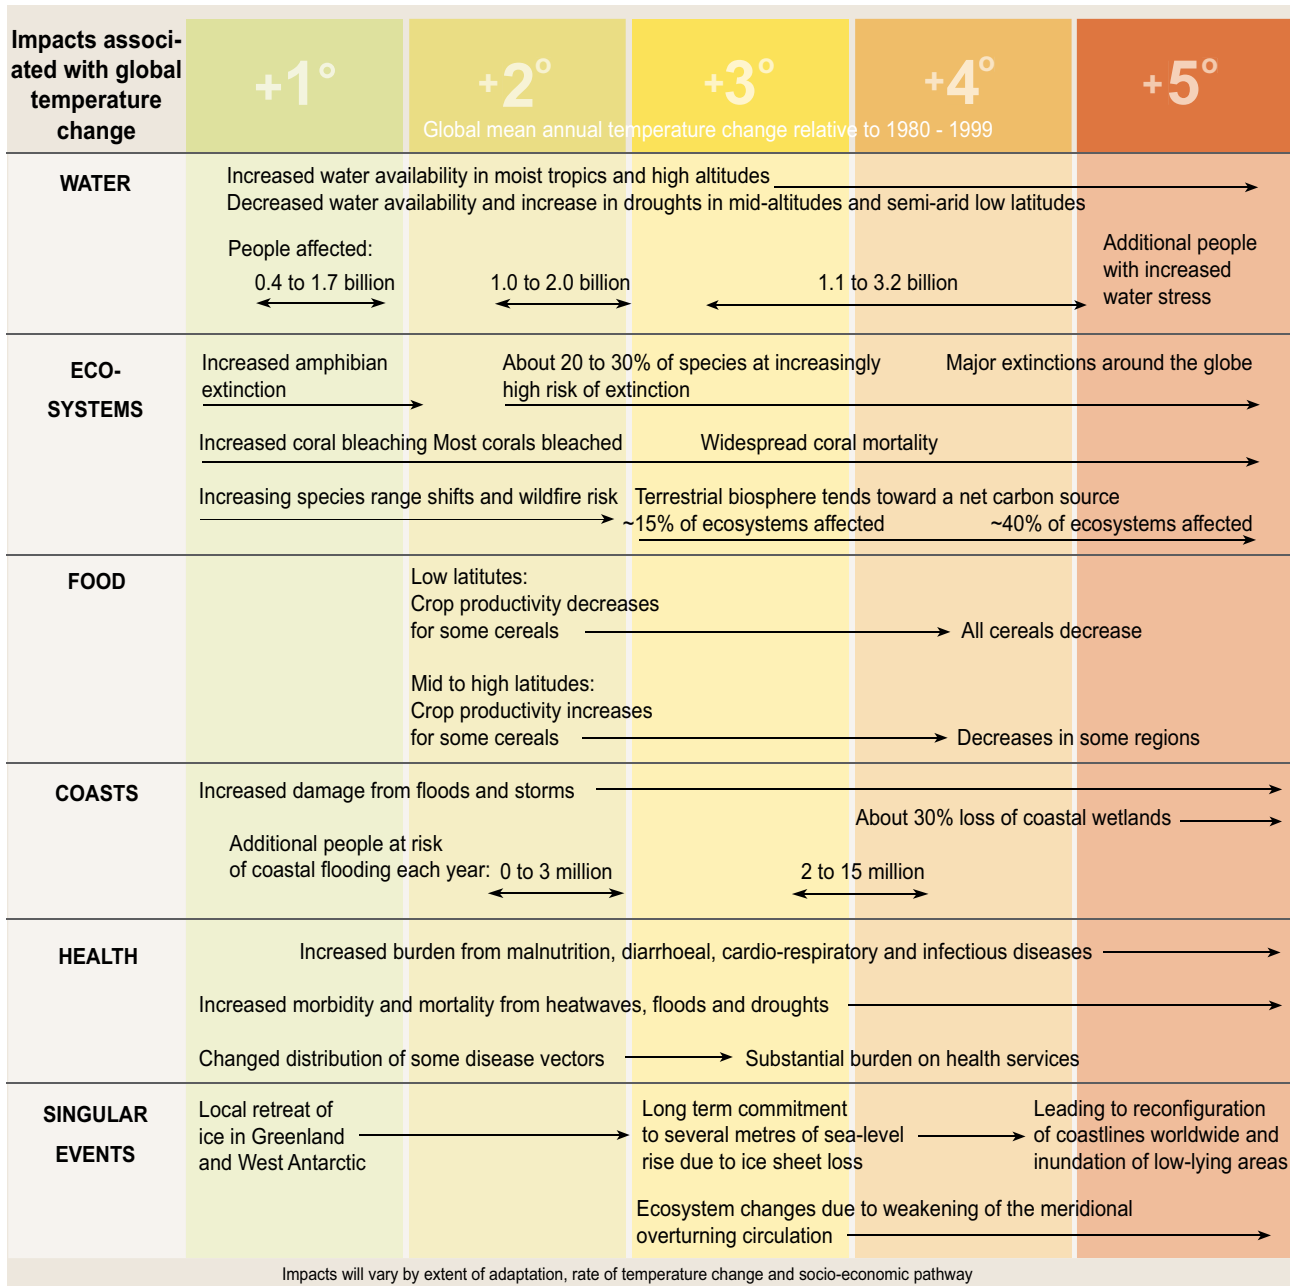 Impacts associ-
ated with global
temperature
change
+1°
+2°
+3°
+4°
+5°
Global mean annual temperature change relative to 1980 - 1999
WATER
Increased water availability in moist tropics and high altitudes
Decreased water availability and increase in droughts in mid-altitudes and semi-arid low latitudes
People affected:
0.4 to 1.7 billion
1.0 to 2.0 billion
1.1 to 3.2 billion
Additional people
with increased
water stress
ECO-
SYSTEMS
Increased amphibian
extinction
About 20 to 30% of species at increasingly
high risk of extinction
Major extinctions around the globe
Increased coral bleaching Most corals bleached
Widespread coral mortality
Increasing species range shifts and wildfire risk
Terrestrial biosphere tends toward a net carbon source
~15% of ecosystems affected
~40% of ecosystems affected
FOOD
Low latitutes:
Crop productivity decreases
for some cereals
All cereals decrease
Mid to high latitudes:
Crop productivity increases
for some cereals
Decreases in some regions
COASTS
Increased damage from floods and storms
About 30% loss of coastal wetlands
Additional people at risk
of coastal flooding each year:
0 to 3 million
2 to 15 million
HEALTH
Increased burden from malnutrition, diarrhoeal, cardio-respiratory and infectious diseases
Increased morbidity and mortality from heatwaves, floods and droughts
Changed distribution of some disease vectors
Substantial burden on health services
SINGULAR
EVENTS
Local retreat of
ice in Greenland
and West Antarctic
Long term commitment
to several metres of sea-level
rise due to ice sheet loss
Leading to reconfiguration
of coastlines worldwide and
inundation of low-lying areas
Ecosystem changes due to weakening of the meridional
overturning circulation
Impacts will vary by extent of adaptation, rate of temperature change and socio-economic pathway